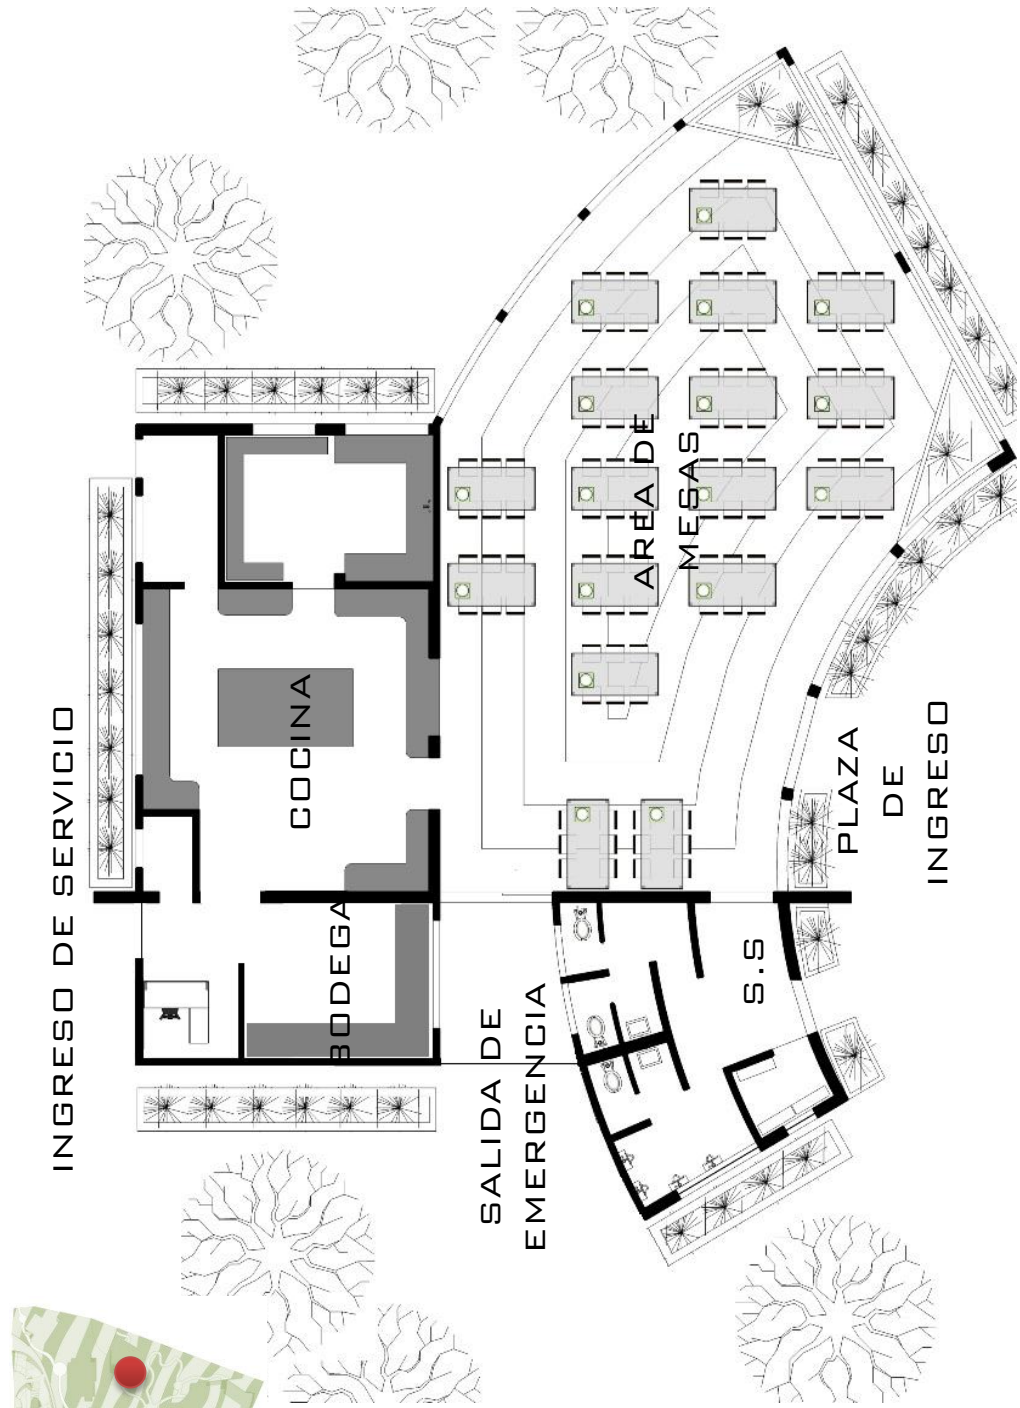 AREA DE
MESAS
COCINA
BODEGA
INGRESO DE SERVICIO
PLAZA
DE
INGRESO
S.S
SALIDA DE
EMERGENCIA